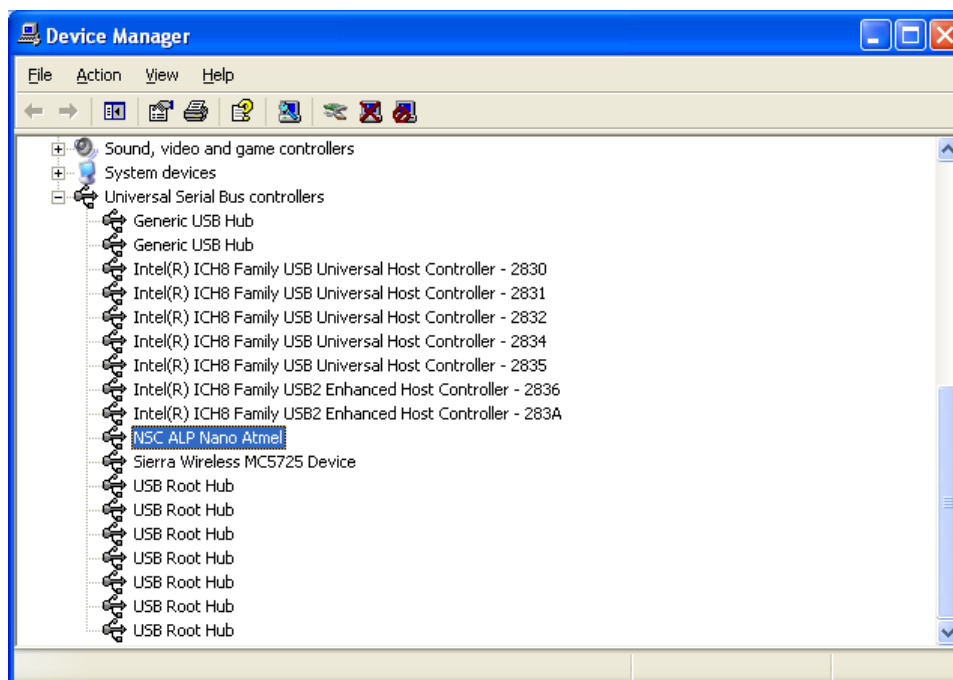 Device Manager
File Action View Help
Sound, video and game controllers
System devices
Universal Serial Bus controllers
Generic USB Hub
Generic USB Hub
Intel(R) ICH8 Family USB Universal Host Controller - 2830
Intel(R) ICH8 Family USB Universal Host Controller - 2831
Intel(R) ICH8 Family USB Universal Host Controller - 2832
Intel(R) ICH8 Family USB Universal Host Controller - 2834
Intel(R) ICH8 Family USB Universal Host Controller - 2835
Intel(R) ICH8 Family USB2 Enhanced Host Controller - 2836
Intel(R) ICH8 Family USB2 Enhanced Host Controller - 283A
NSC ALP Nano Atmel
Sierra Wireless MC5725 Device
USB Root Hub
USB Root Hub
USB Root Hub
USB Root Hub
USB Root Hub
USB Root Hub
USB Root Hub